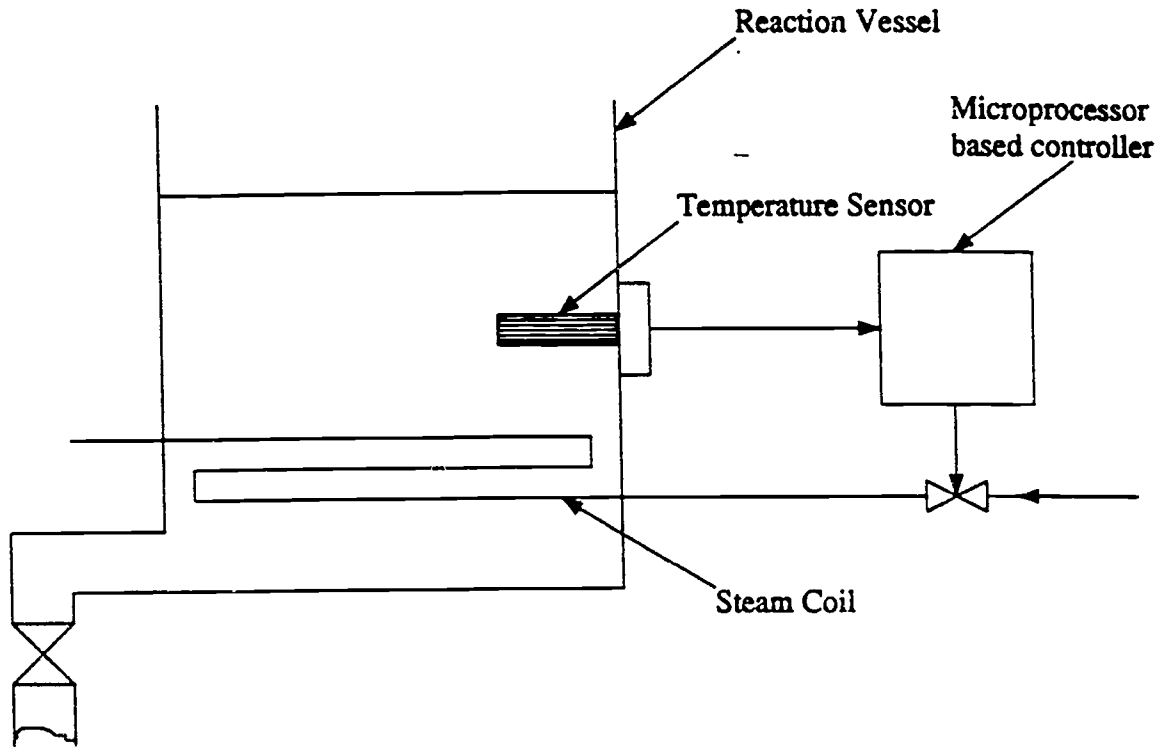 Reaction Vessel
Microprocessor
based controller
Temperature Sensor
Steam Coil